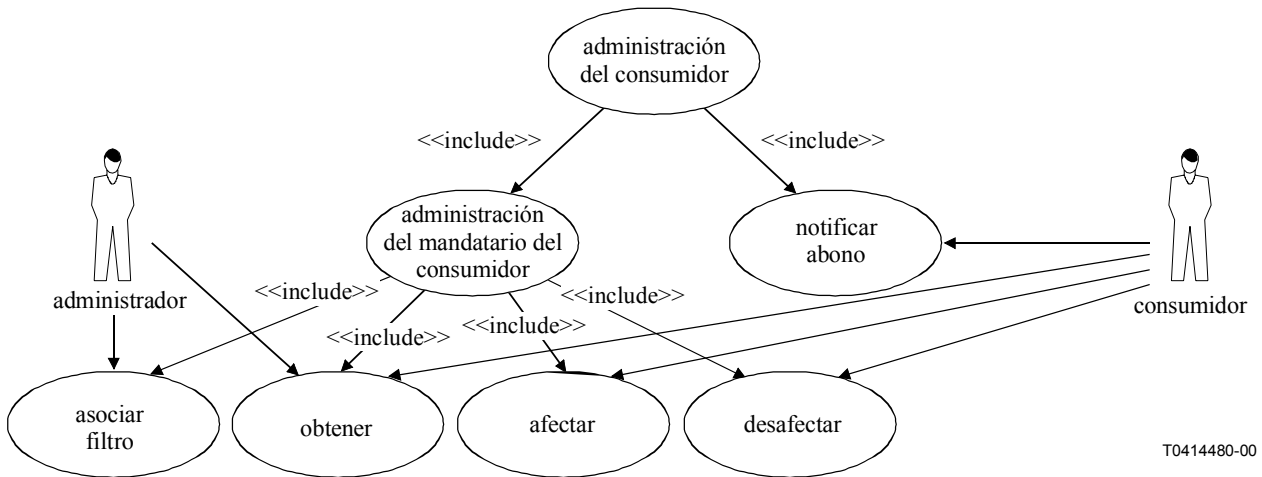 administración
del consumidor
<<include>>
<<include>>
administración
del mandatario del
consumidor
notificar
abono
administrador
consumidor
<<include>>
<<include>>
<<include>>
<<include>>
asociar
filtro
obtener
afectar
desafectar
T0414480-00